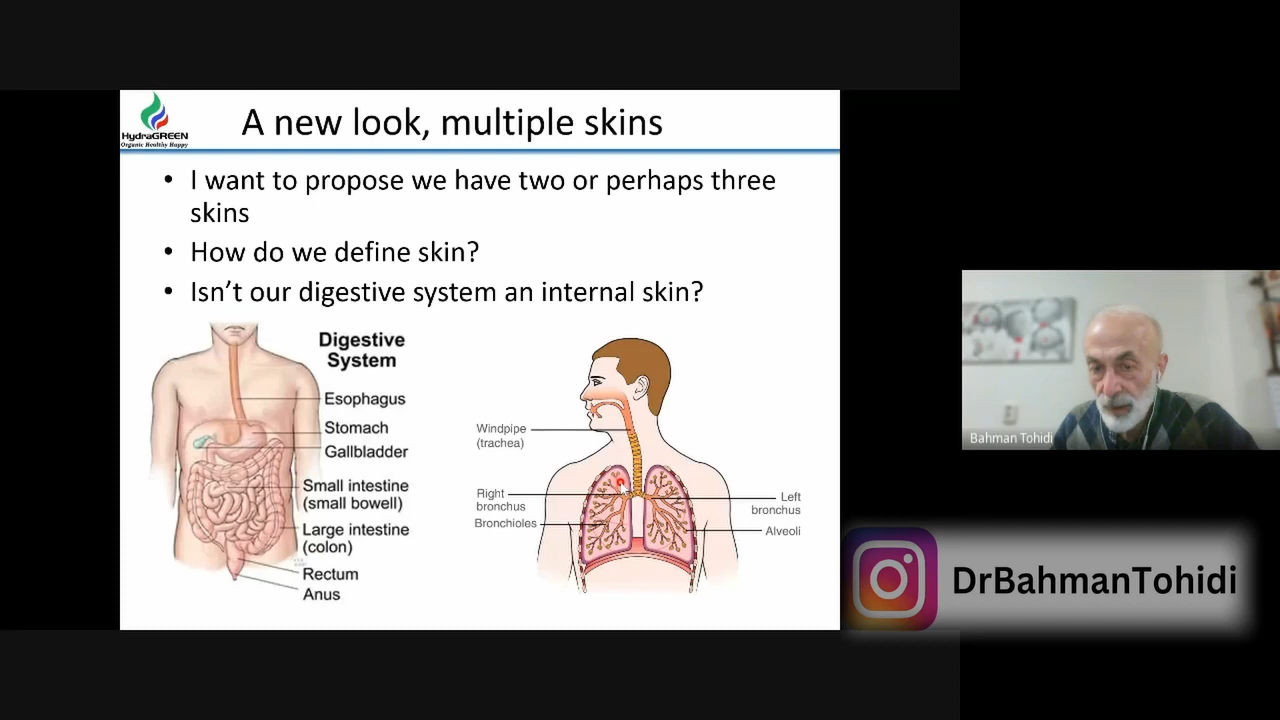 HydraGREEN
Organic Healthy Happy
A new look, multiple skins
• I want to propose we have two or perhaps three
skins
• How do we define skin?
• Isn’t our digestive system an internal skin?
Digestive
System
Esophagus
Stomach
Gallbladder
Small intestine
(small bowell)
Large intestine
(colon)
Rectum
Anus
Windpipe
(trachea)
Right
bronchus
Bronchioles
Left
bronchus
Alveoli
Bahman Tohidi
DrBahmanTohidi